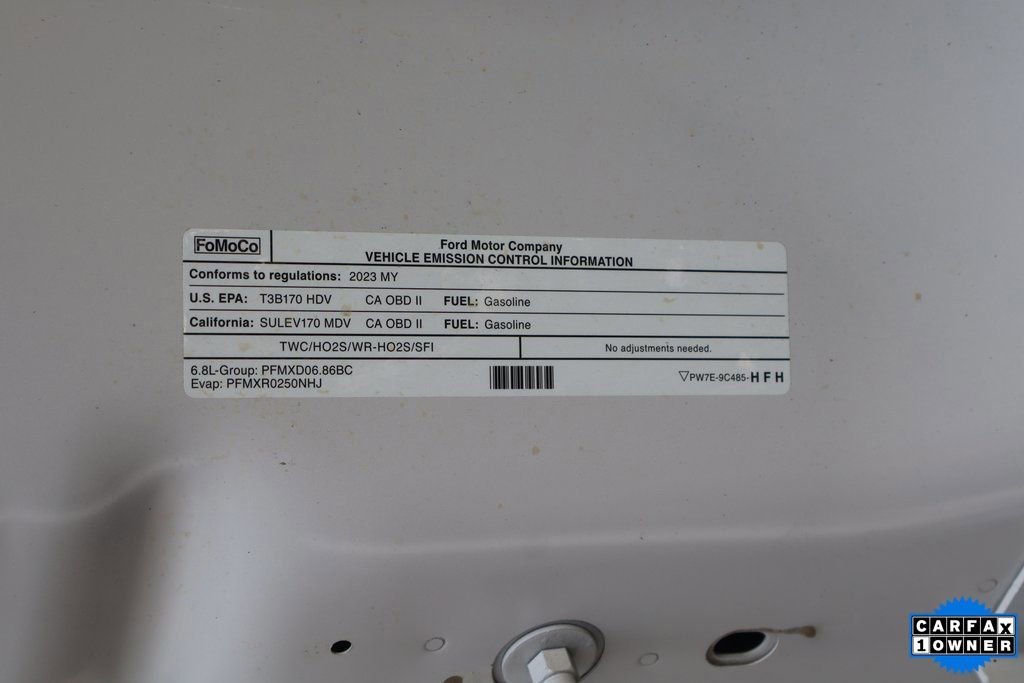 FoMoCo
Ford Motor Company
VEHICLE EMISSION CONTROL INFORMATION
Conforms to regulations: 2023 MY
U.S. EPA: T3B170 HDV CA OBD II FUEL: Gasoline
California: SULEV170 MDV CA OBD II FUEL: Gasoline
TWC/HO2S/WR-HO2S/SFI
No adjustments needed.
6.8L-Group: PFMXD06.86BC
Evap: PFMXR0250NHJ
PW7E-9C485-HFH
CARFAX
1 OWNER